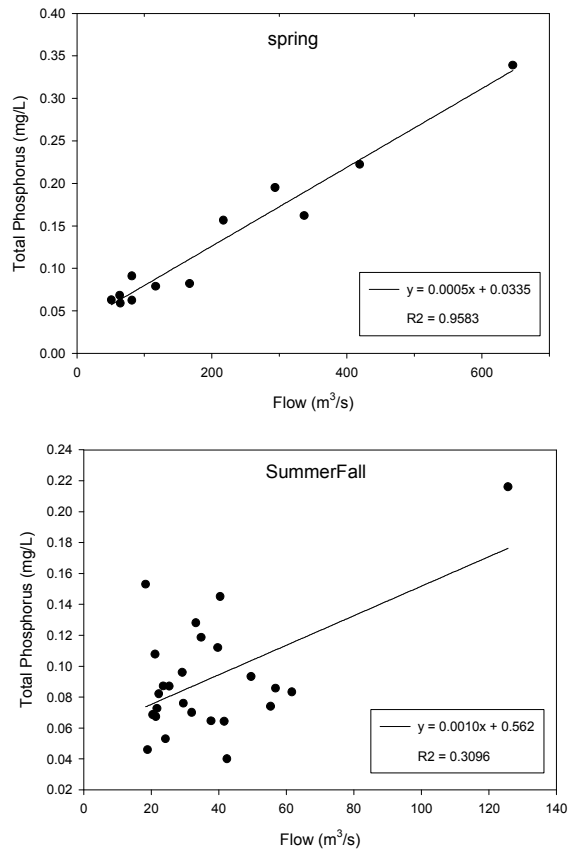 spring
Total Phosphorus (mg/L)
0.40
0.35
0.30
0.25
0.20
0.15
0.10
0.05
0.00
y = 0.0005x + 0.0335
R2 = 0.9583
0 200 400 600
Flow (m³/s)
SummerFall
Total Phosphorus (mg/L)
0.24
0.22
0.20
0.18
0.16
0.14
0.12
0.10
0.08
0.06
0.04
0.02
y = 0.0010x + 0.562
R2 = 0.3096
0 20 40 60 80 100 120 140
Flow (m³/s)